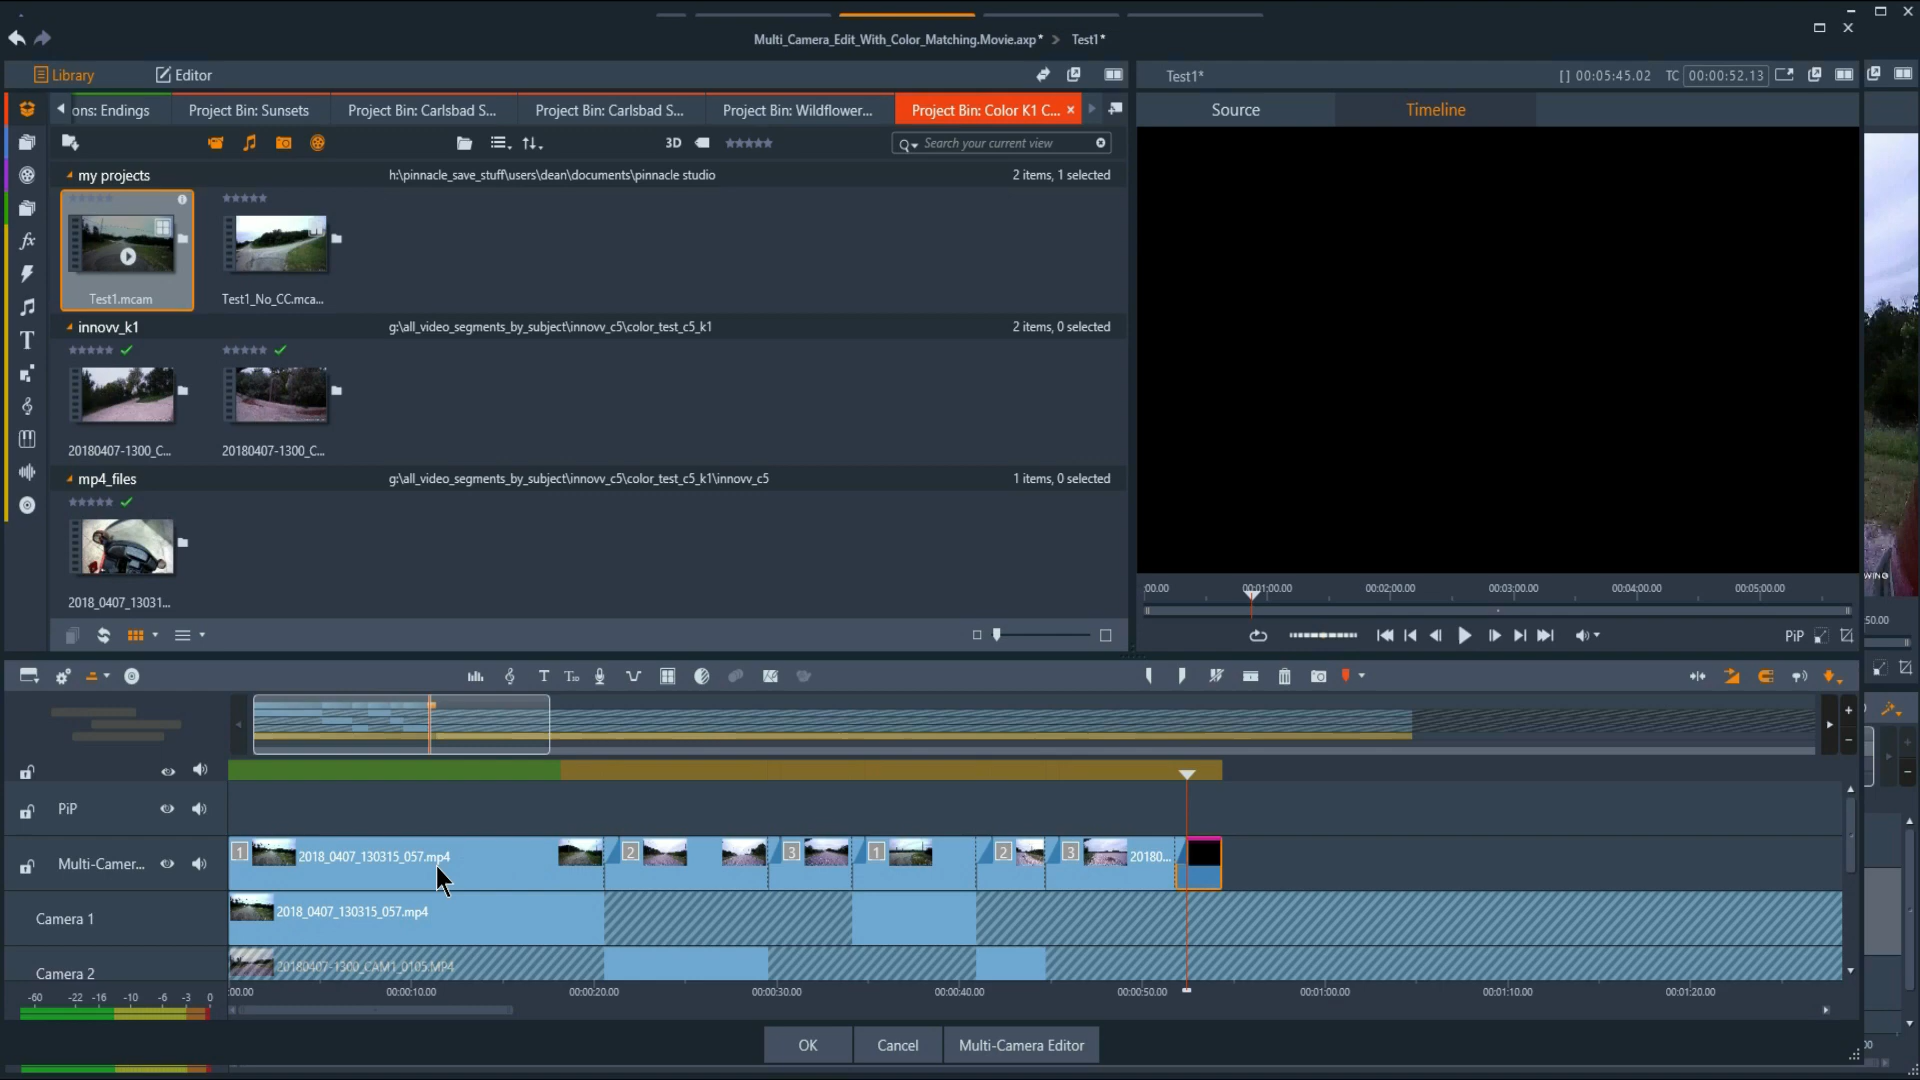 Multi_Camera_Edit_With_Color_Matching.Movie.axp* > Test1*
Library
Editor
Test1*
[ ] 00:05:45.02 TC 00:00:52.13
ons: Endings
Project Bin: Sunsets
Project Bin: Carlsbad S...
Project Bin: Carlsbad S...
Project Bin: Wildflower...
Project Bin: Color K1 C... ×
Source
Timeline
3D
Search your current view
my projects
h:\pinnacle_save_stuff\users\dean\documents\pinnacle studio
2 items, 1 selected
Test1.mcam
Test1_No_CC.mca...
innovv_k1
g:\all_video_segments_by_subject\innovv_c5\color_test_c5_k1
2 items, 0 selected
20180407-1300_C...
20180407-1300_C...
mp4_files
g:\all_video_segments_by_subject\innovv_c5\color_test_c5_k1\innovv_c5
1 items, 0 selected
2018_0407_13031...
:00.00
00:01:00.00
00:02:00.00
00:03:00.00
00:04:00.00
00:05:00.00
50.00
PiP
PiP
Multi-Camer...
1
2018_0407_130315_057.mp4
2
3
1
2
3
20180...
Camera 1
2018_0407_130315_057.mp4
Camera 2
20180407-1300_CAM1_0105.MP4
-60 -22 -16 -10 -6 -3 0
:00.00
00:00:10.00
00:00:20.00
00:00:30.00
00:00:40.00
00:00:50.00
00:01:00.00
00:01:10.00
00:01:20.00
OK
Cancel
Multi-Camera Editor